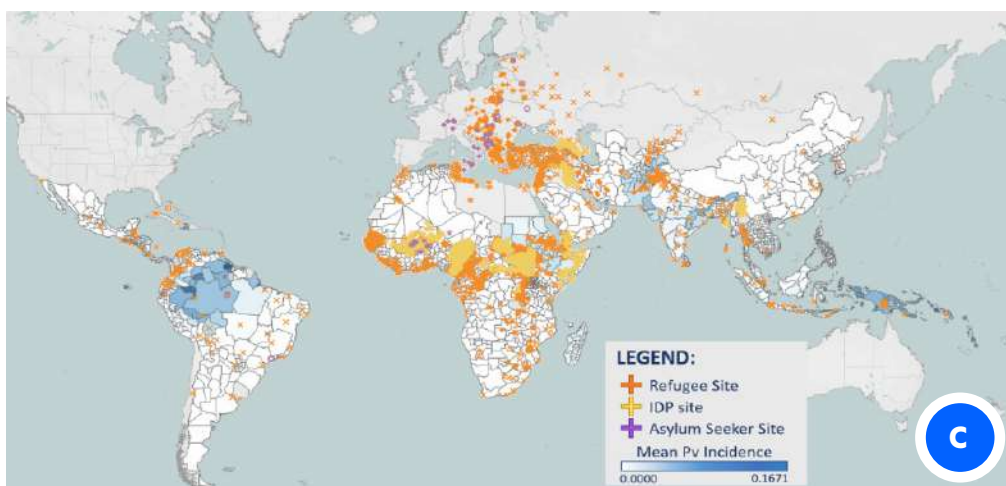 LEGEND:
Refugee Site
IDP site
Asylum Seeker Site
Mean Pv Incidence
0.0000 0.1671
C